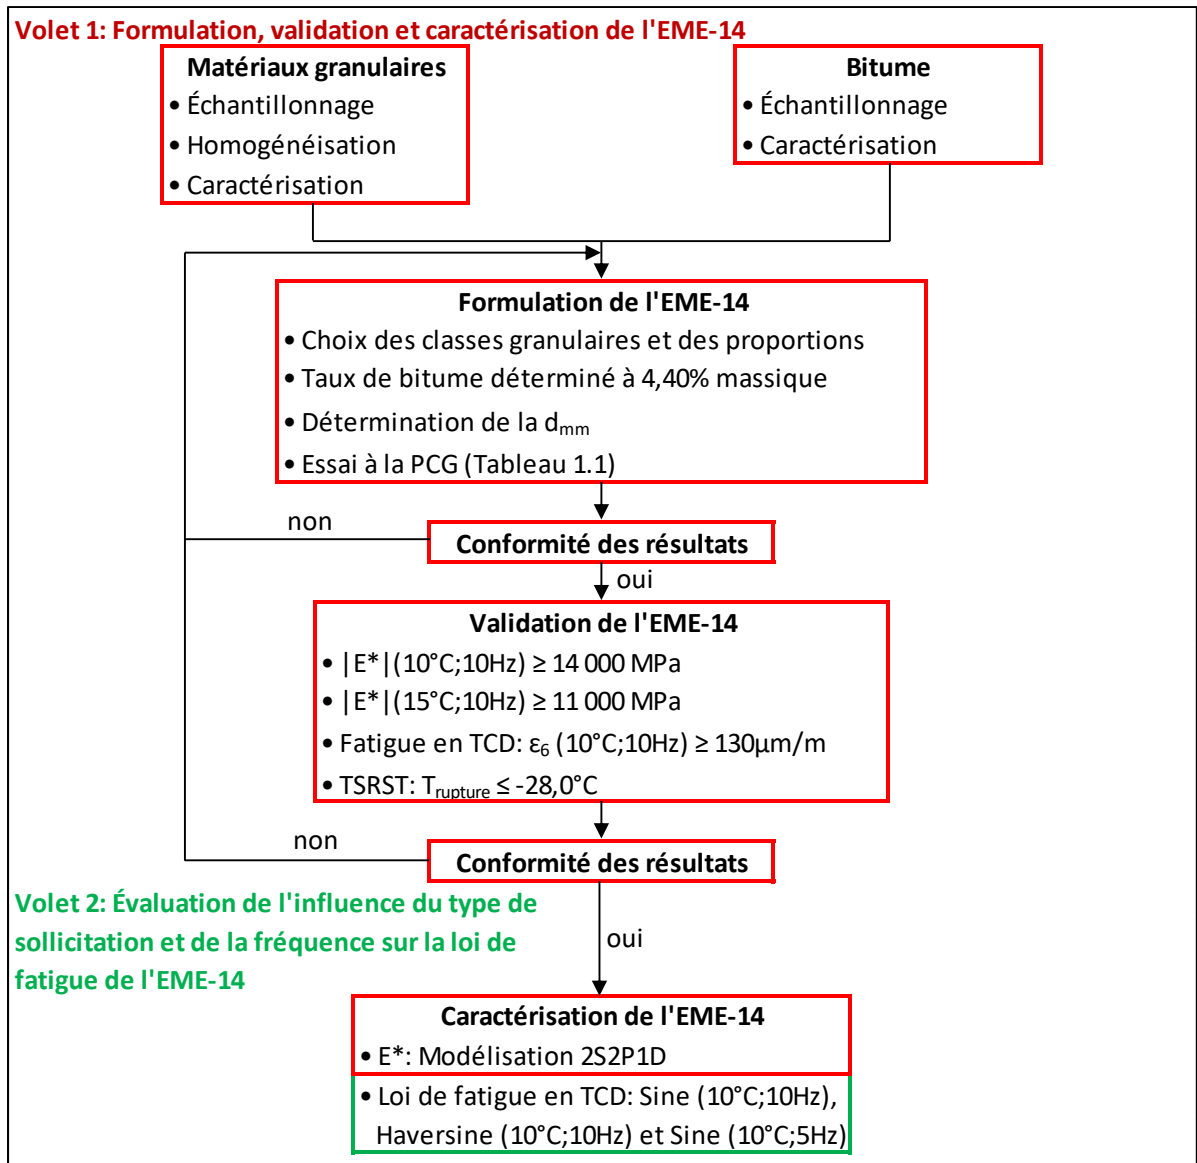 Volet 1: Formulation, validation et caractérisation de l'EME-14
Matériaux granulaires
• Échantillonnage
• Homogénéisation
• Caractérisation
Bitume
• Échantillonnage
• Caractérisation
Formulation de l'EME-14
• Choix des classes granulaires et des proportions
• Taux de bitume déterminé à 4,40% massique
• Détermination de la dmm
• Essai à la PCG (Tableau 1.1)
non
Conformité des résultats
oui
Validation de l'EME-14
• |E*|(10°C;10Hz) ≥ 14 000 MPa
• |E*|(15°C;10Hz) ≥ 11 000 MPa
• Fatigue en TCD: ε6 (10°C;10Hz) ≥ 130µm/m
• TSRST: Trupture ≤ -28,0°C
non
Conformité des résultats
Volet 2: Évaluation de l'influence du type de
sollicitation et de la fréquence sur la loi de
fatigue de l'EME-14
oui
Caractérisation de l'EME-14
• E*: Modélisation 2S2P1D
• Loi de fatigue en TCD: Sine (10°C;10Hz),
Haversine (10°C;10Hz) et Sine (10°C;5Hz)